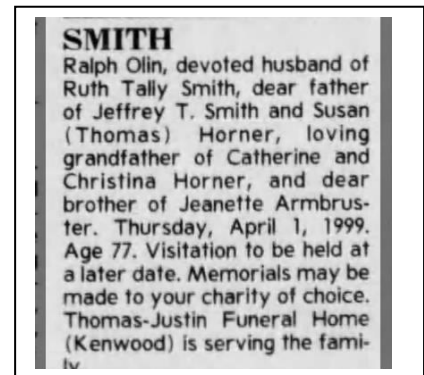 SMITH
Ralph Olin, devoted husband of
Ruth Tally Smith, dear father
of Jeffrey T. Smith and Susan
(Thomas) Horner, loving
grandfather of Catherine and
Christina Horner, and dear
brother of Jeanette Armbrus-
ter. Thursday, April 1, 1999.
Age 77. Visitation to be held at
a later date. Memorials may be
made to your charity of choice.
Thomas-Justin Funeral Home
(Kenwood) is serving the fami-
ly.